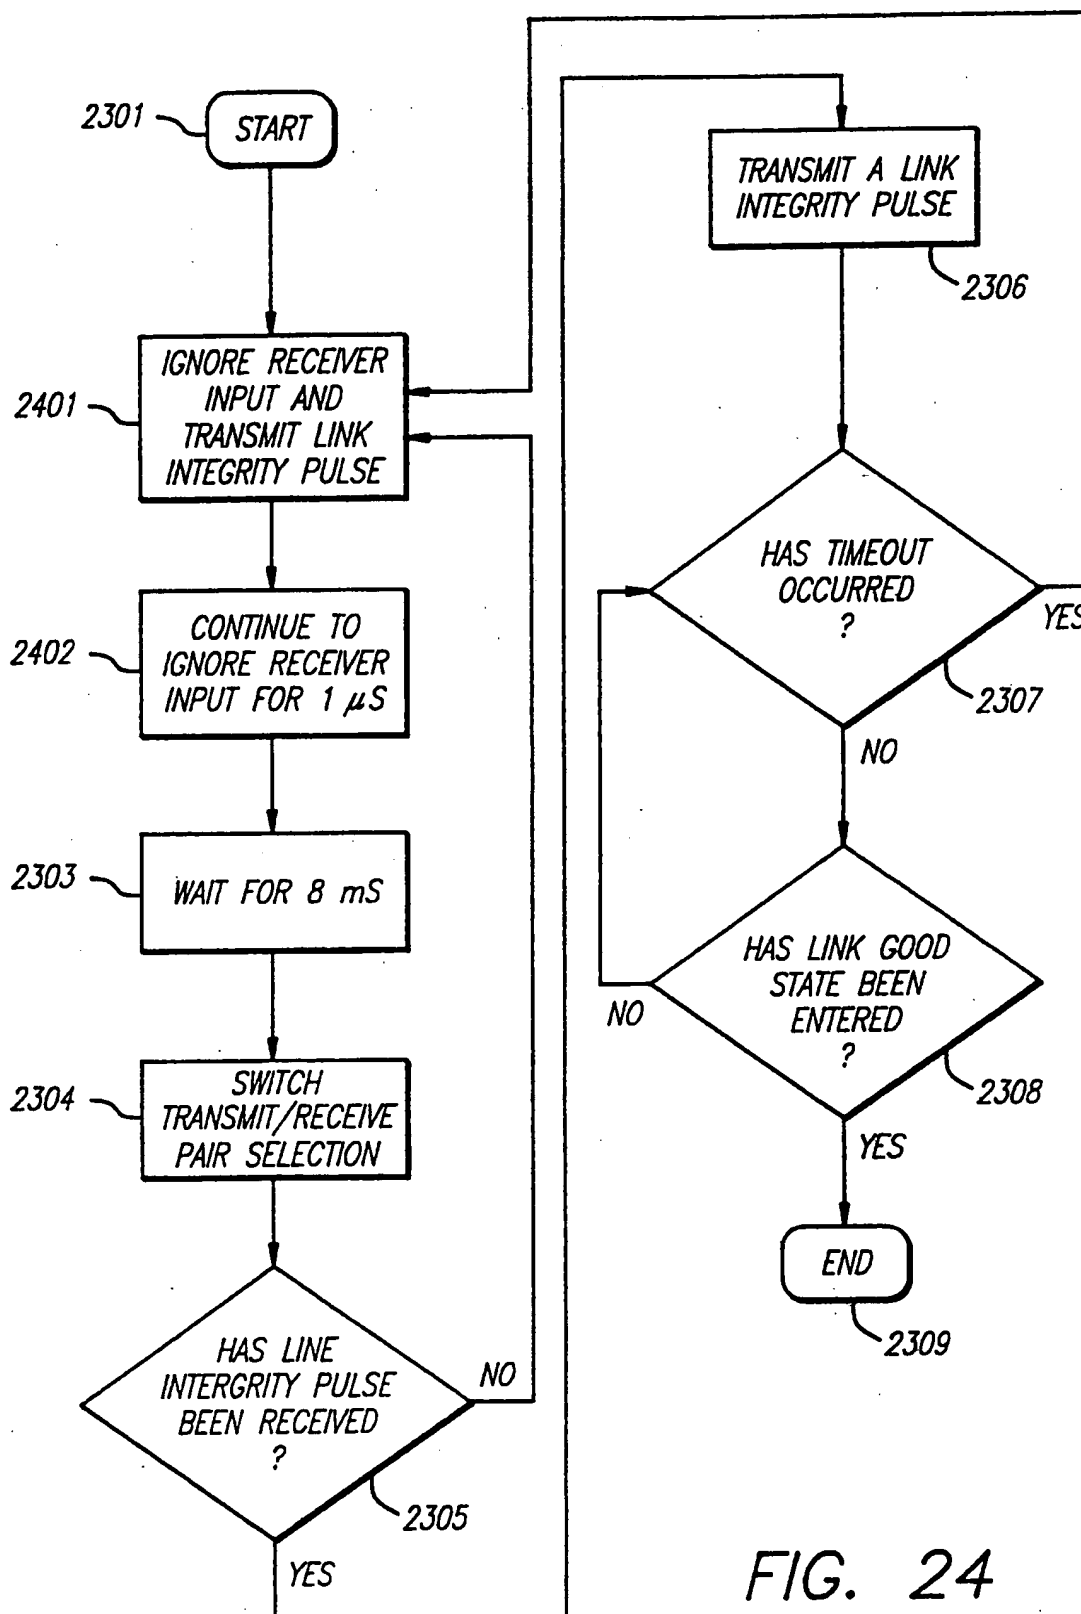 2301
START
2401
IGNORE RECEIVER
INPUT AND
TRANSMIT LINK
INTEGRITY PULSE
2402
CONTINUE TO
IGNORE RECEIVER
INPUT FOR 1 μS
2303
WAIT FOR 8 mS
2304
SWITCH
TRANSMIT/RECEIVE
PAIR SELECTION
HAS LINE
INTERGRITY PULSE
BEEN RECEIVED
?
NO
2305
YES
TRANSMIT A LINK
INTEGRITY PULSE
2306
HAS TIMEOUT
OCCURRED
?
YES
2307
NO
HAS LINK GOOD
STATE BEEN
ENTERED
?
NO
2308
YES
END
2309
FIG. 24